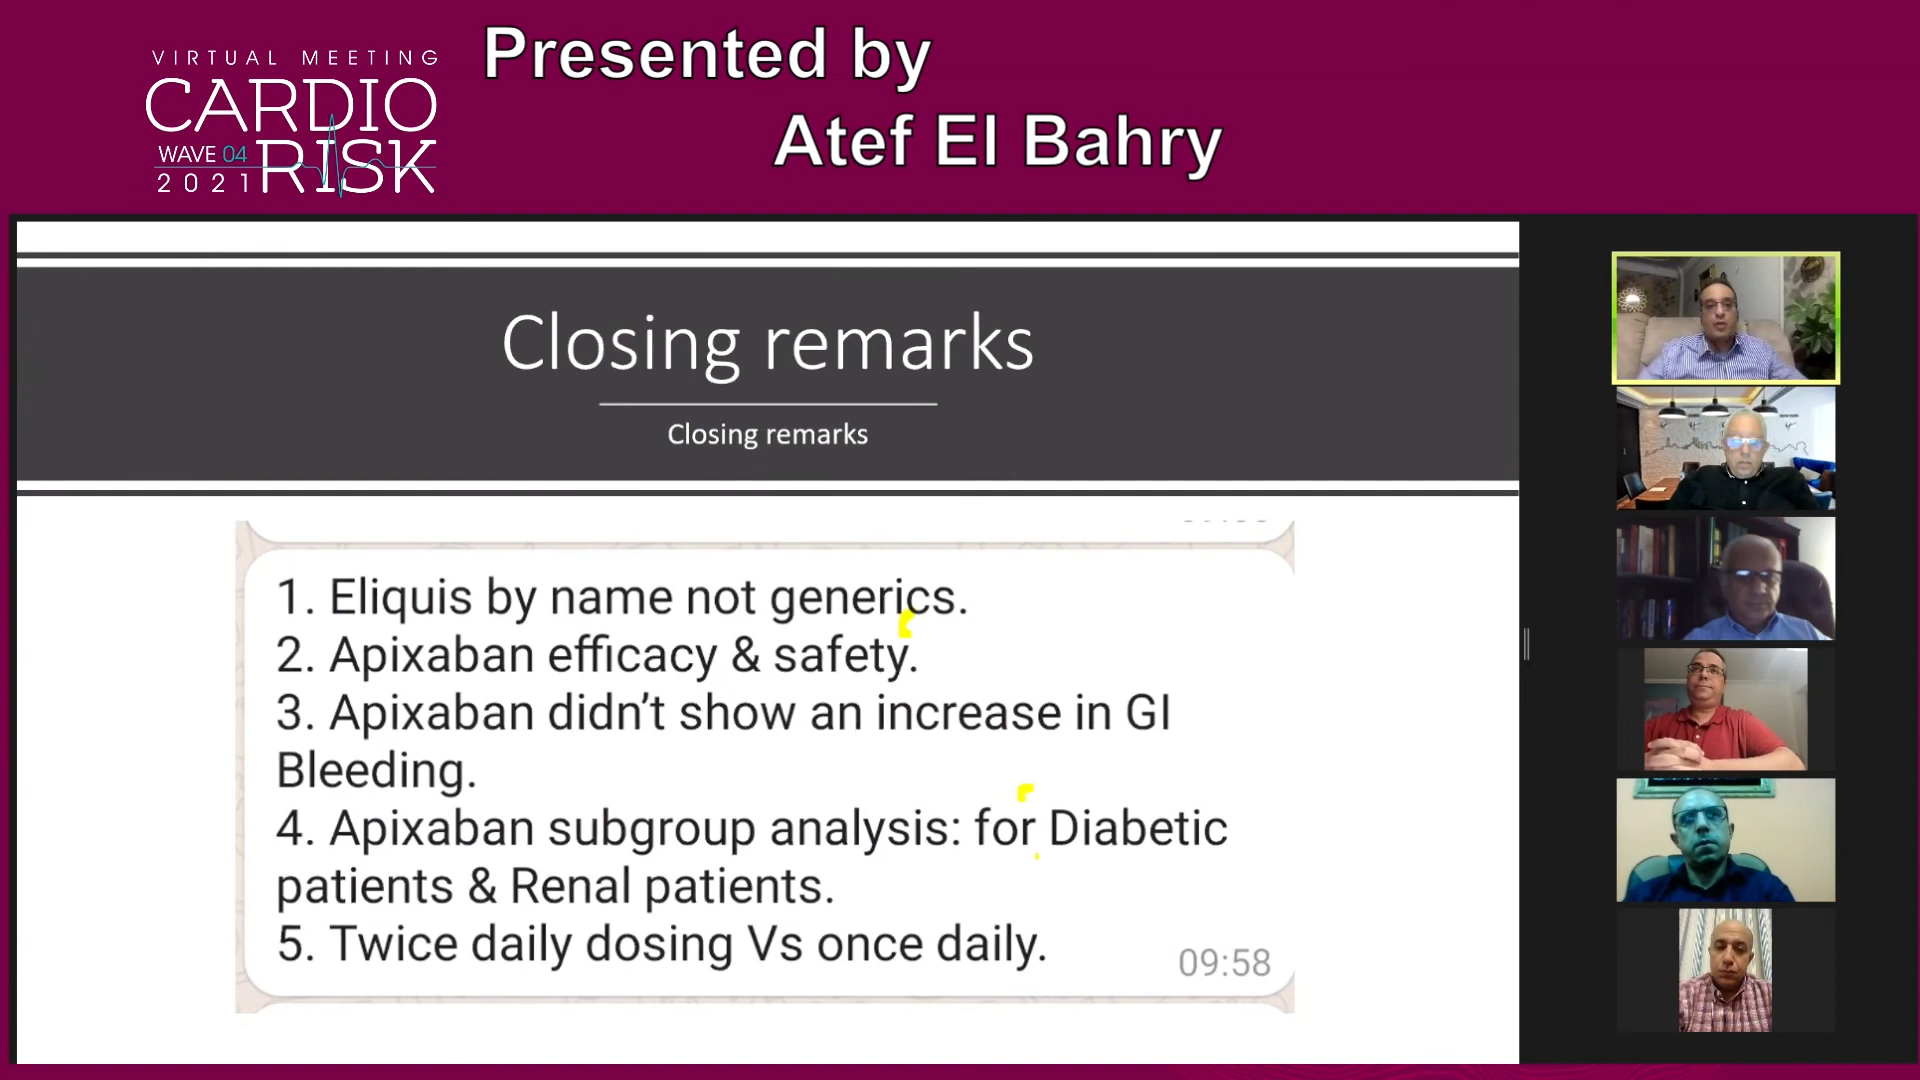 VIRTUAL MEETING
CARDIO
WAVE 04 RISK
2021
Presented by
Atef El Bahry
Closing remarks
Closing remarks
1. Eliquis by name not generics.
2. Apixaban efficacy & safety.
3. Apixaban didn’t show an increase in GI
Bleeding.
4. Apixaban subgroup analysis: for Diabetic
patients & Renal patients.
5. Twice daily dosing Vs once daily.
09:58